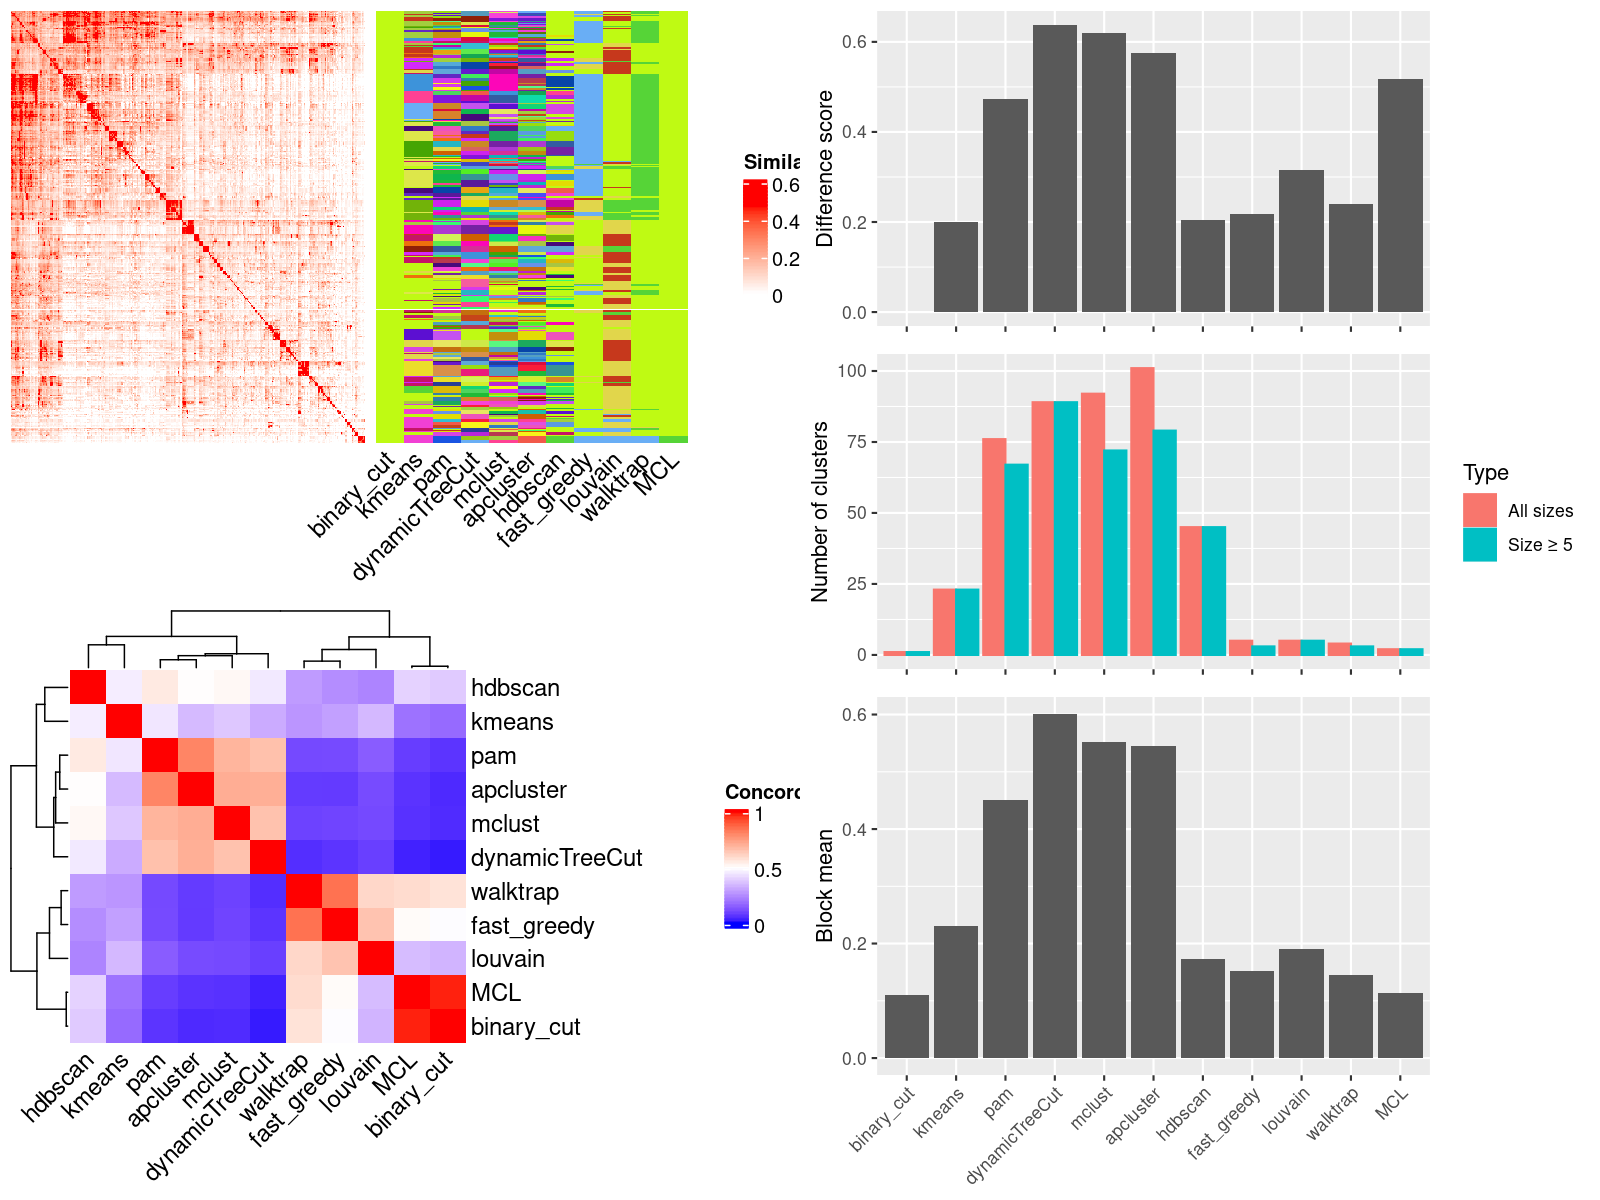 Simila
0.6
0.4
0.2
0
binary_cut
kmeans
pam
dynamicTreeCut
mclust
apcluster
hdbscan
fast_greedy
louvain
walktrap
MCL
hdbscan
kmeans
pam
apcluster
mclust
dynamicTreeCut
walktrap
fast_greedy
louvain
MCL
binary_cut
hdbscan
kmeans
pam
apcluster
mclust
dynamicTreeCut
walktrap
fast_greedy
louvain
MCL
binary_cut
Concorc
1
0.5
0
Difference score
0.6
0.4
0.2
0.0
Number of clusters
100
75
50
25
0
Type
All sizes
Size ≥ 5
Block mean
0.6
0.4
0.2
0.0
binary_cut
kmeans
pam
dynamicTreeCut
mclust
apcluster
hdbscan
fast_greedy
louvain
walktrap
MCL